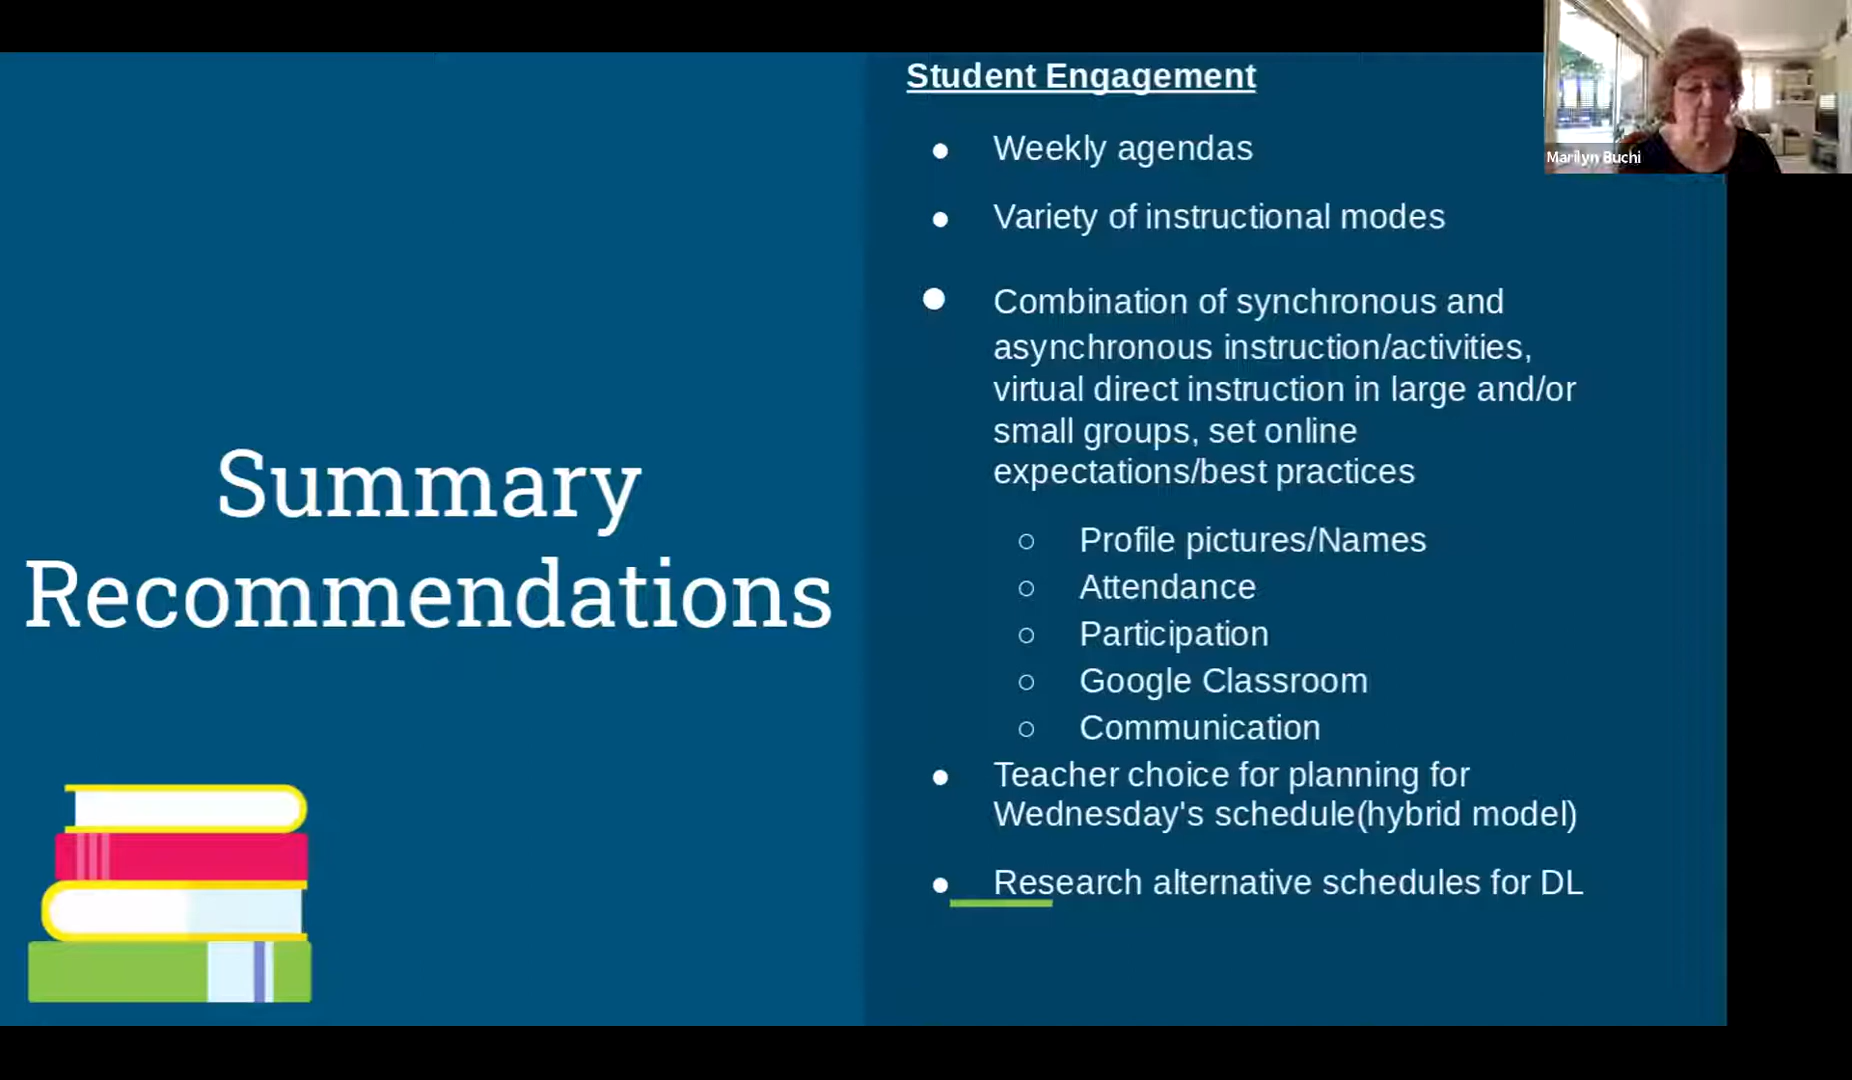 Summary
Recommendations
Student Engagement
● Weekly agendas
● Variety of instructional modes
● Combination of synchronous and
asynchronous instruction/activities,
virtual direct instruction in large and/or
small groups, set online
expectations/best practices
○ Profile pictures/Names
○ Attendance
○ Participation
○ Google Classroom
○ Communication
● Teacher choice for planning for
Wednesday's schedule(hybrid model)
● Research alternative schedules for DL
Marilyn Buchi